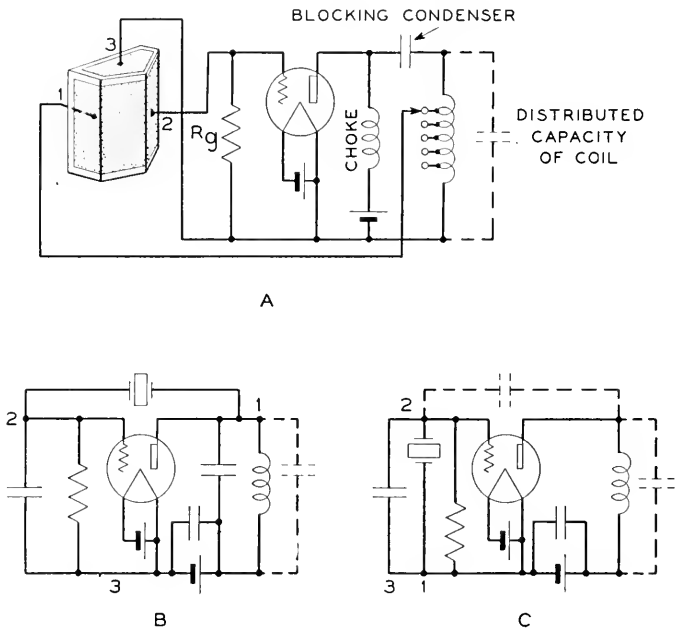 BLOCKING CONDENSER
3
1
2
Rg
CHOKE
DISTRIBUTED
CAPACITY
OF COIL
A
2
1
3
B
2
3
1
C